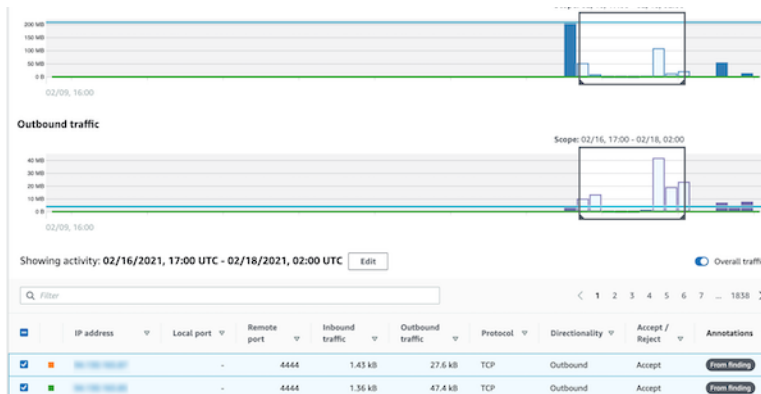 200 MB
150 MB
100 MB
50 MB
0 B
02/09, 16:00
Outbound traffic
Scope: 02/16, 17:00 - 02/18, 02:00
40 MB
30 MB
20 MB
10 MB
0 B
02/09, 16:00
Showing activity: 02/16/2021, 17:00 UTC - 02/18/2021, 02:00 UTC Edit
Overall traffi
Filter
1 2 3 4 5 6 7 ... 1838
IP address Local port Remote port Inbound traffic Outbound traffic Protocol Directionality Accept / Reject Annotations
- 4444 1.43 kB 27.6 kB TCP Outbound Accept From finding
- 4444 1.36 kB 47.4 kB TCP Outbound Accept From finding